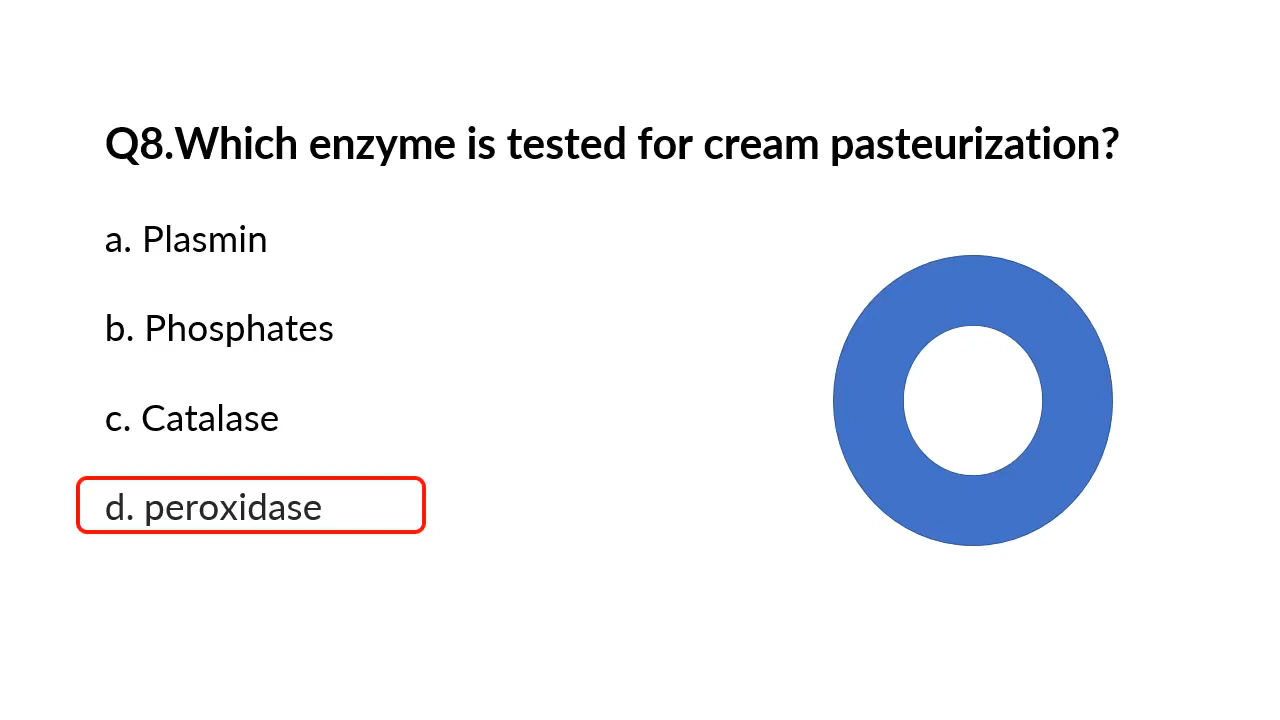 Q8.Which enzyme is tested for cream pasteurization?
a. Plasmin
b. Phosphates
c. Catalase
d. peroxidase